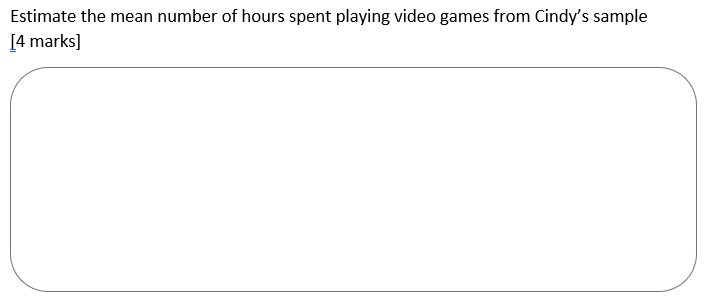 Estimate the mean number of hours spent playing video games from Cindy’s sample
[4 marks]